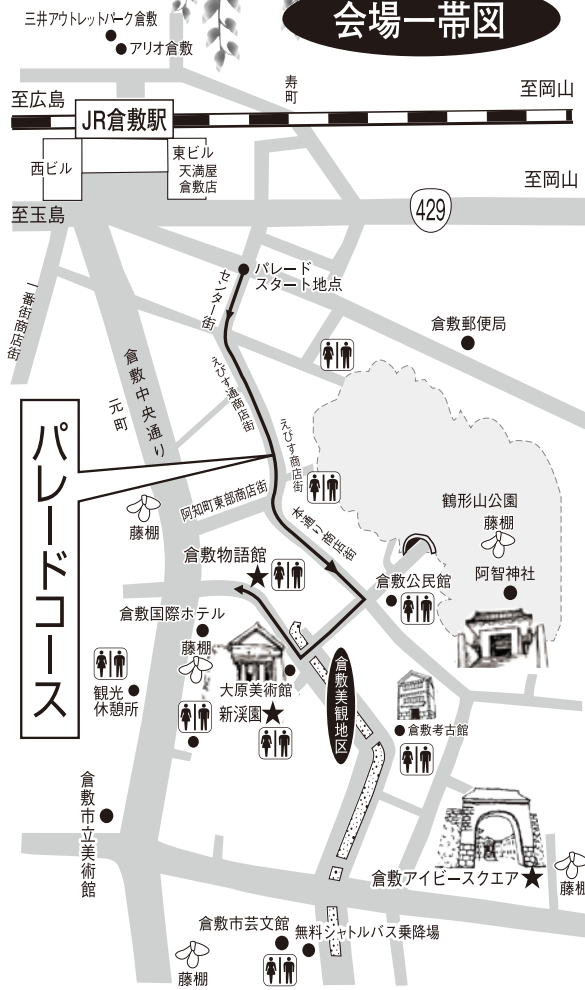 三井アウトレットパーク倉敷
アリオ倉敷
会場一帯図
寿町
至広島
至岡山
JR倉敷駅
西ビル
東ビル
天満屋
倉敷店
至岡山
至玉島
429
パレード
スタート地点
センター街
一番街商店街
倉敷郵便局
倉敷中央通り
元町
えびす通商店街
えびす商店街
パレードコース
阿知町東部商店街
本通り商店街
鶴形山公園
藤棚
藤棚
倉敷物語館
阿智神社
倉敷公民館
倉敷国際ホテル
藤棚
大原美術館
倉敷美観地区
観光
休憩所
新渓園
倉敷考古館
倉敷市立美術館
倉敷アイビースクエア
藤棚
倉敷市芸文館
無料シャトルバス乗降場
藤棚